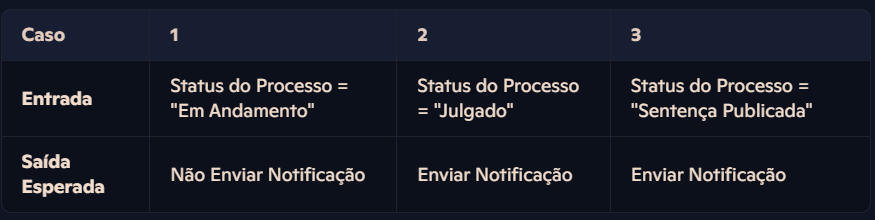 Caso 1 2 3
Entrada
Status do Processo =
"Em Andamento"
Status do Processo
= "Julgado"
Status do Processo =
"Sentença Publicada"
Saída
Esperada
Não Enviar Notificação
Enviar Notificação
Enviar Notificação